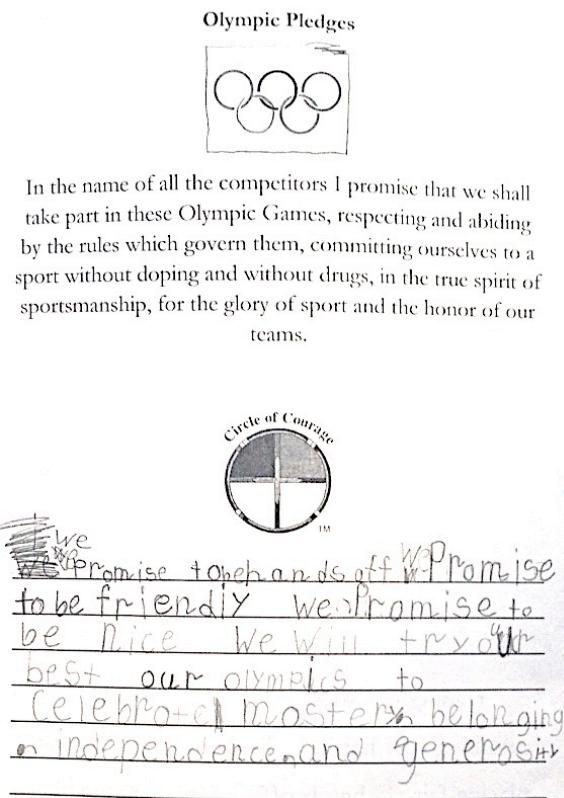 Olympic Pledges
In the name of all the competitors I promise that we shall
take part in these Olympic Games, respecting and abiding
by the rules which govern them, committing ourselves to a
sport without doping and without drugs, in the true spirit of
sportsmanship, for the glory of sport and the honor of our
teams.
Circle of Courage
TM
we
Promise to be hands off We Promise
to be friendly We Promise to
be nice We Will try our
best our olympics to
Celebrate mastery belonging
independence and generosity